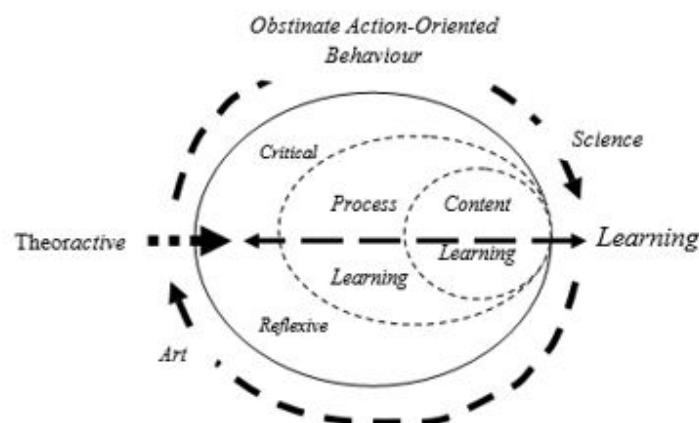 Obstinate Action-Oriented
Behaviour
Science
Critical
Process
Content
Theoractive
Learning
Learning
Learning
Reflexive
Art